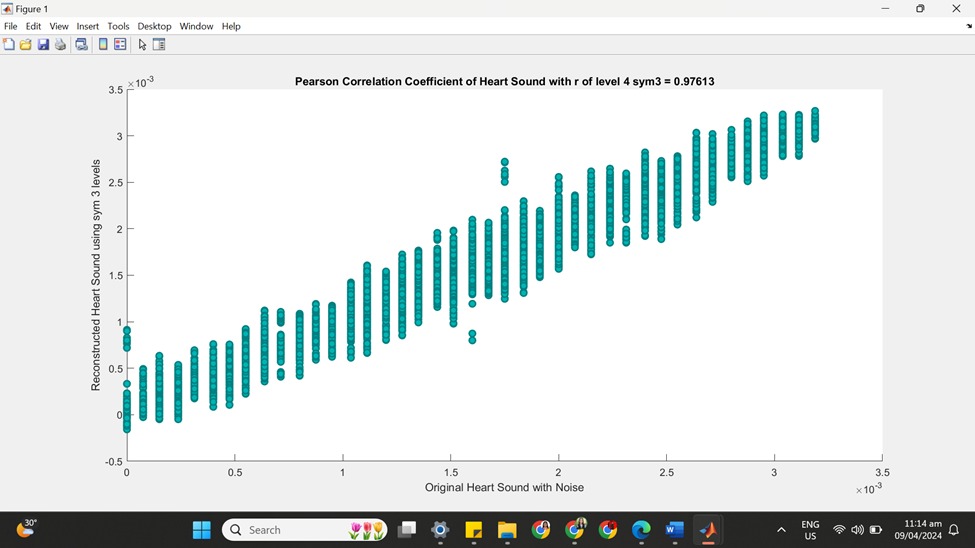 Figure 1
File Edit View Insert Tools Desktop Window Help
Pearson Correlation Coefficient of Heart Sound with r of level 4 sym3 = 0.97613
×10⁻³
3.5
3
2.5
2
1.5
1
0.5
0
-0.5
Reconstructed Heart Sound using sym 3 levels
0 0.5 1 1.5 2 2.5 3 3.5
Original Heart Sound with Noise
×10⁻³
30°
Search
ENG
US
11:14 am
09/04/2024